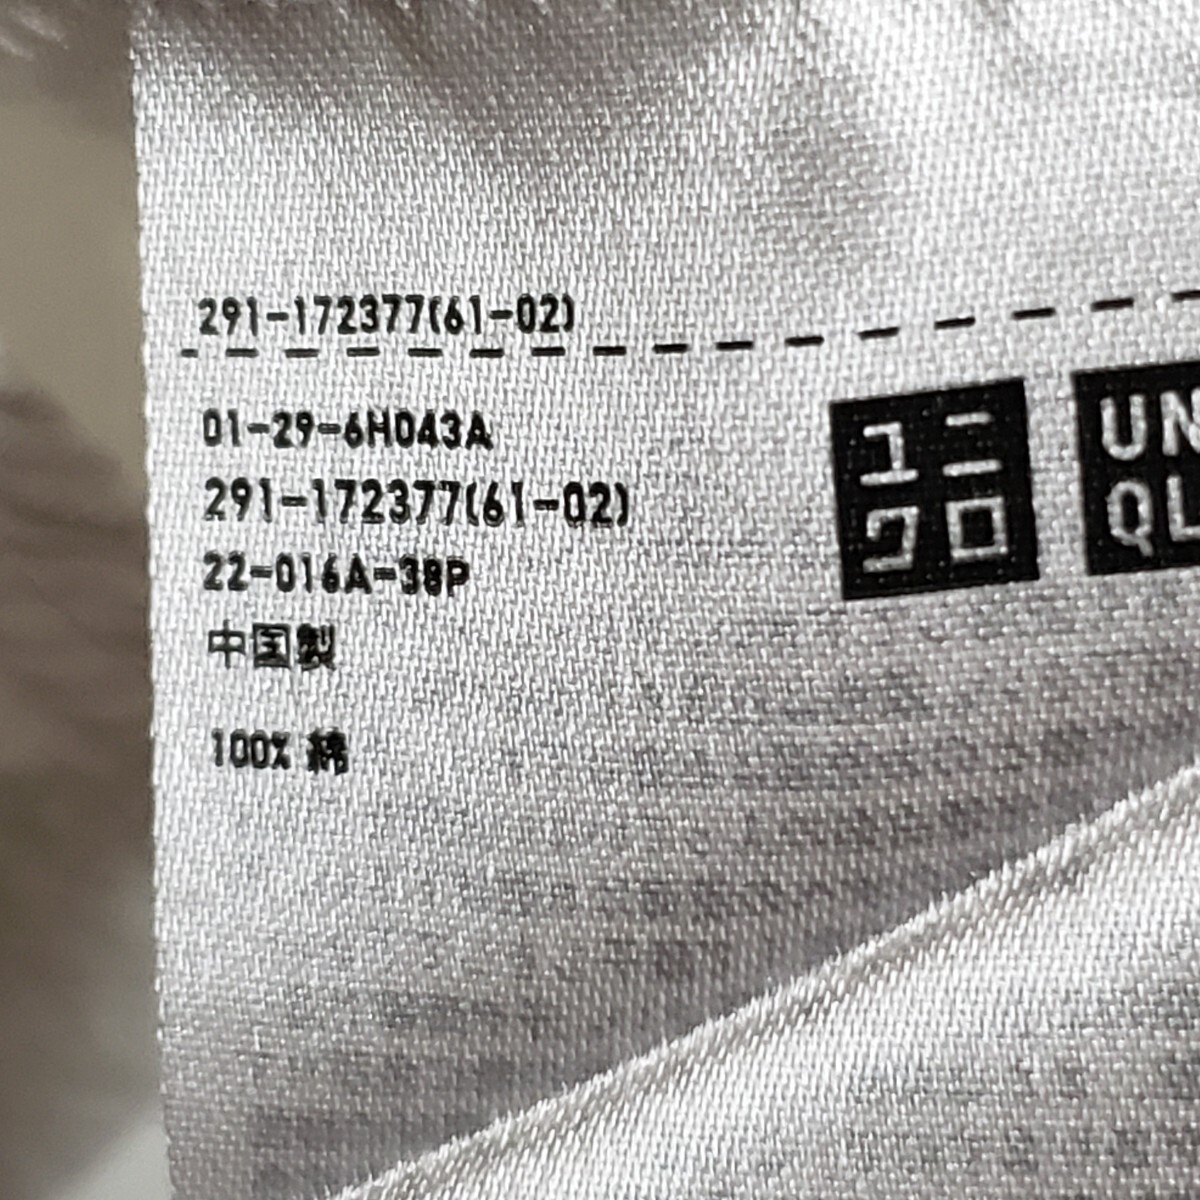 291-172377(61-02)
01-29-6H043A
291-172377(61-02)
22-016A-38P
中国製
100% 綿
ユニ
クロ
UN
QL